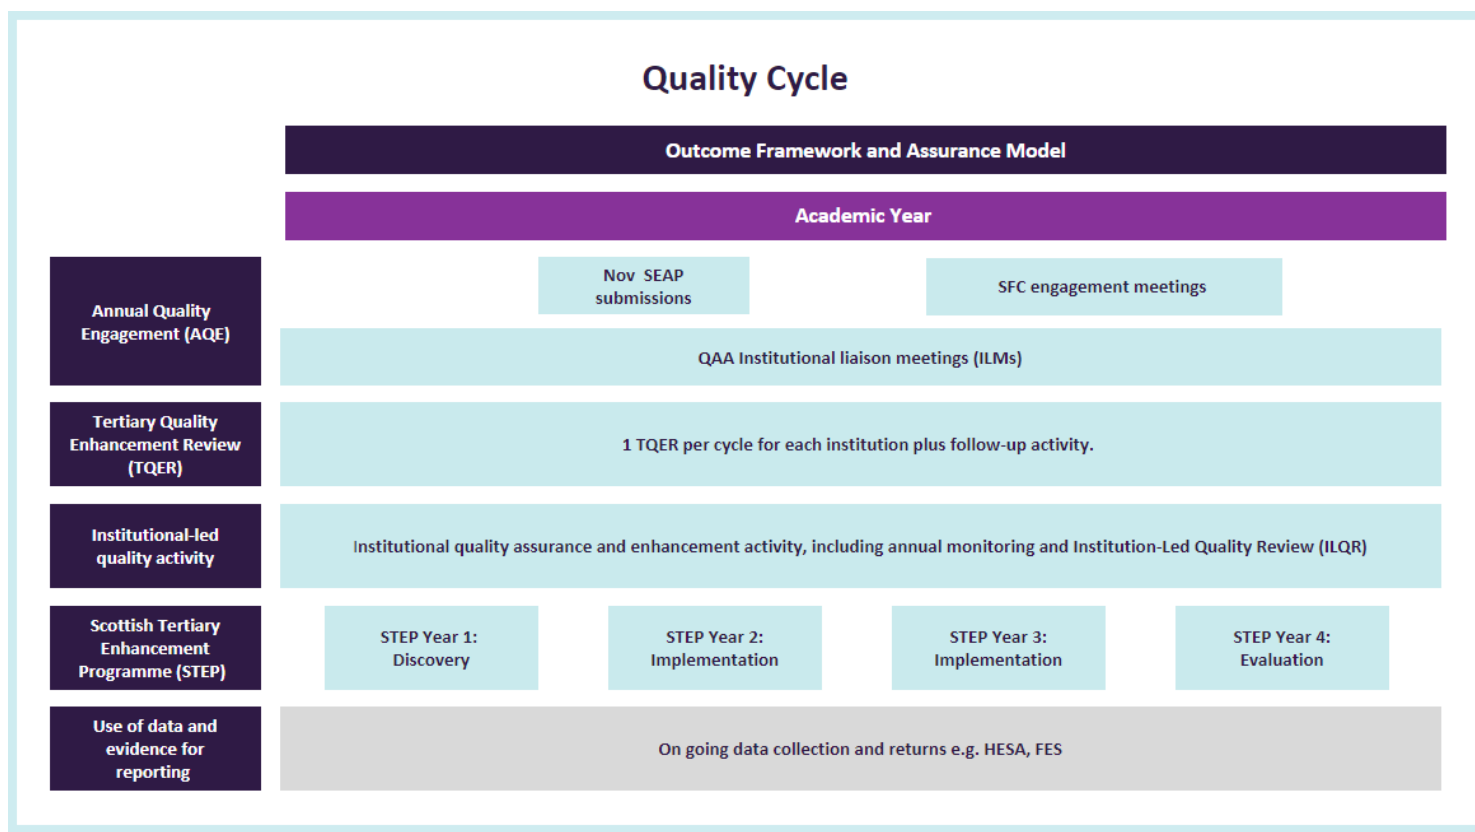 Quality Cycle
Outcome Framework and Assurance Model
Academic Year
Annual Quality
Engagement (AQE)
Nov SEAP
submissions
SFC engagement meetings
QAA Institutional liaison meetings (ILMs)
Tertiary Quality
Enhancement Review
(TQER)
1 TQER per cycle for each institution plus follow-up activity.
Institutional-led
quality activity
Institutional quality assurance and enhancement activity, including annual monitoring and Institution-Led Quality Review (ILQR)
Scottish Tertiary
Enhancement
Programme (STEP)
STEP Year 1:
Discovery
STEP Year 2:
Implementation
STEP Year 3:
Implementation
STEP Year 4:
Evaluation
Use of data and
evidence for
reporting
On going data collection and returns e.g. HESA, FES